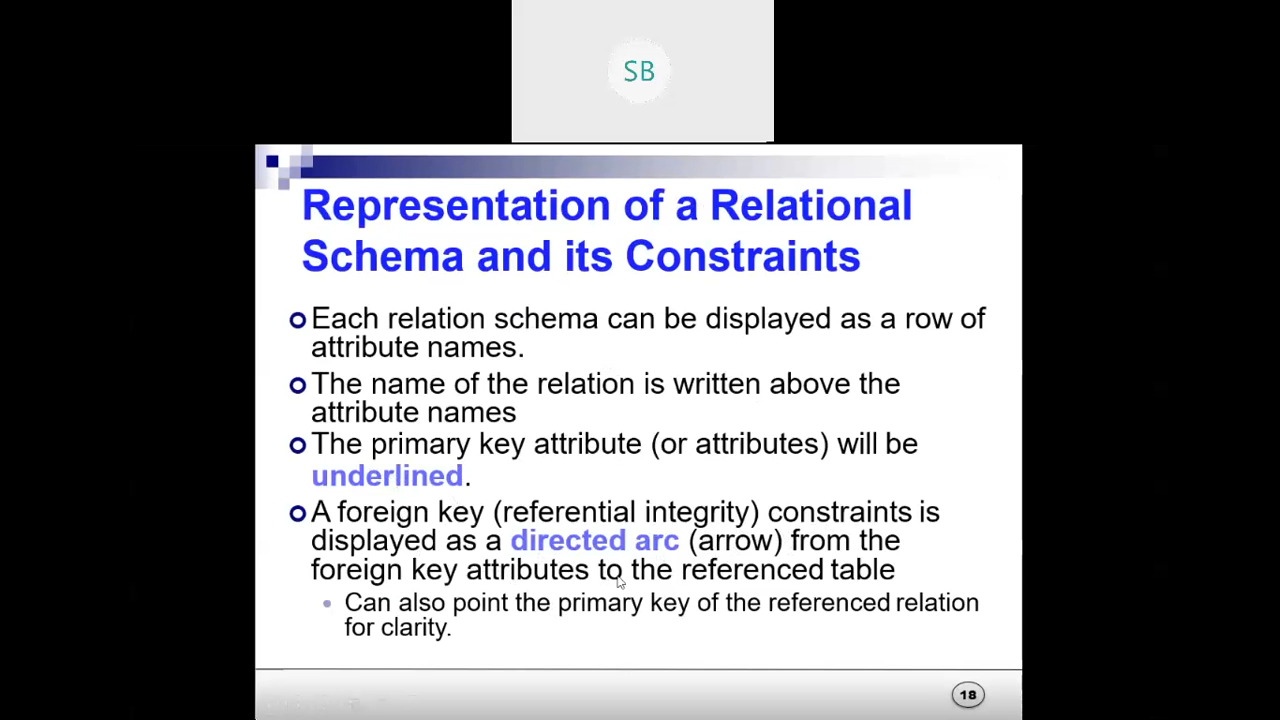 SB
Representation of a Relational
Schema and its Constraints
Each relation schema can be displayed as a row of
attribute names.
The name of the relation is written above the
attribute names
The primary key attribute (or attributes) will be
underlined.
A foreign key (referential integrity) constraints is
displayed as a directed arc (arrow) from the
foreign key attributes to the referenced table
Can also point the primary key of the referenced relation
for clarity.
18